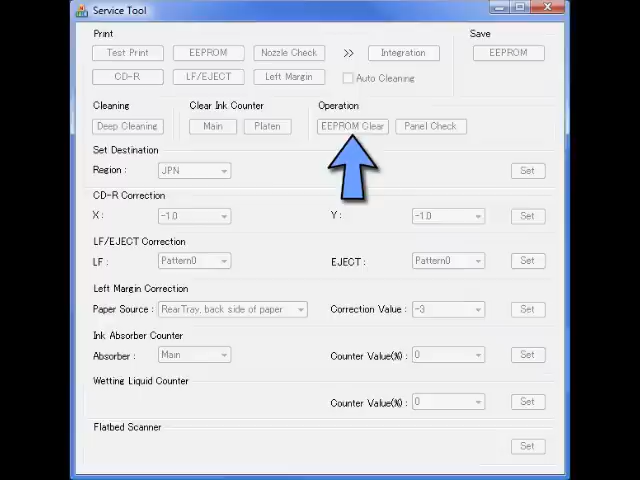 Service Tool
Print
Save
Test Print EEPROM Nozzle Check >> Integration EEPROM
CD-R LF/EJECT Left Margin Auto Cleaning
Cleaning Clear Ink Counter Operation
Deep Cleaning Main Platen EEPROM Clear Panel Check
Set Destination
Region : JPN Set
CD-R Correction
X : -1.0 Y : -1.0 Set
LF/EJECT Correction
LF : Pattern0 EJECT : Pattern0 Set
Left Margin Correction
Paper Source : RearTray, back side of paper Correction Value : -3 Set
Ink Absorber Counter
Absorber : Main Counter Value(%) : 0 Set
Wetting Liquid Counter
Counter Value(%) : 0 Set
Flatbed Scanner
Set